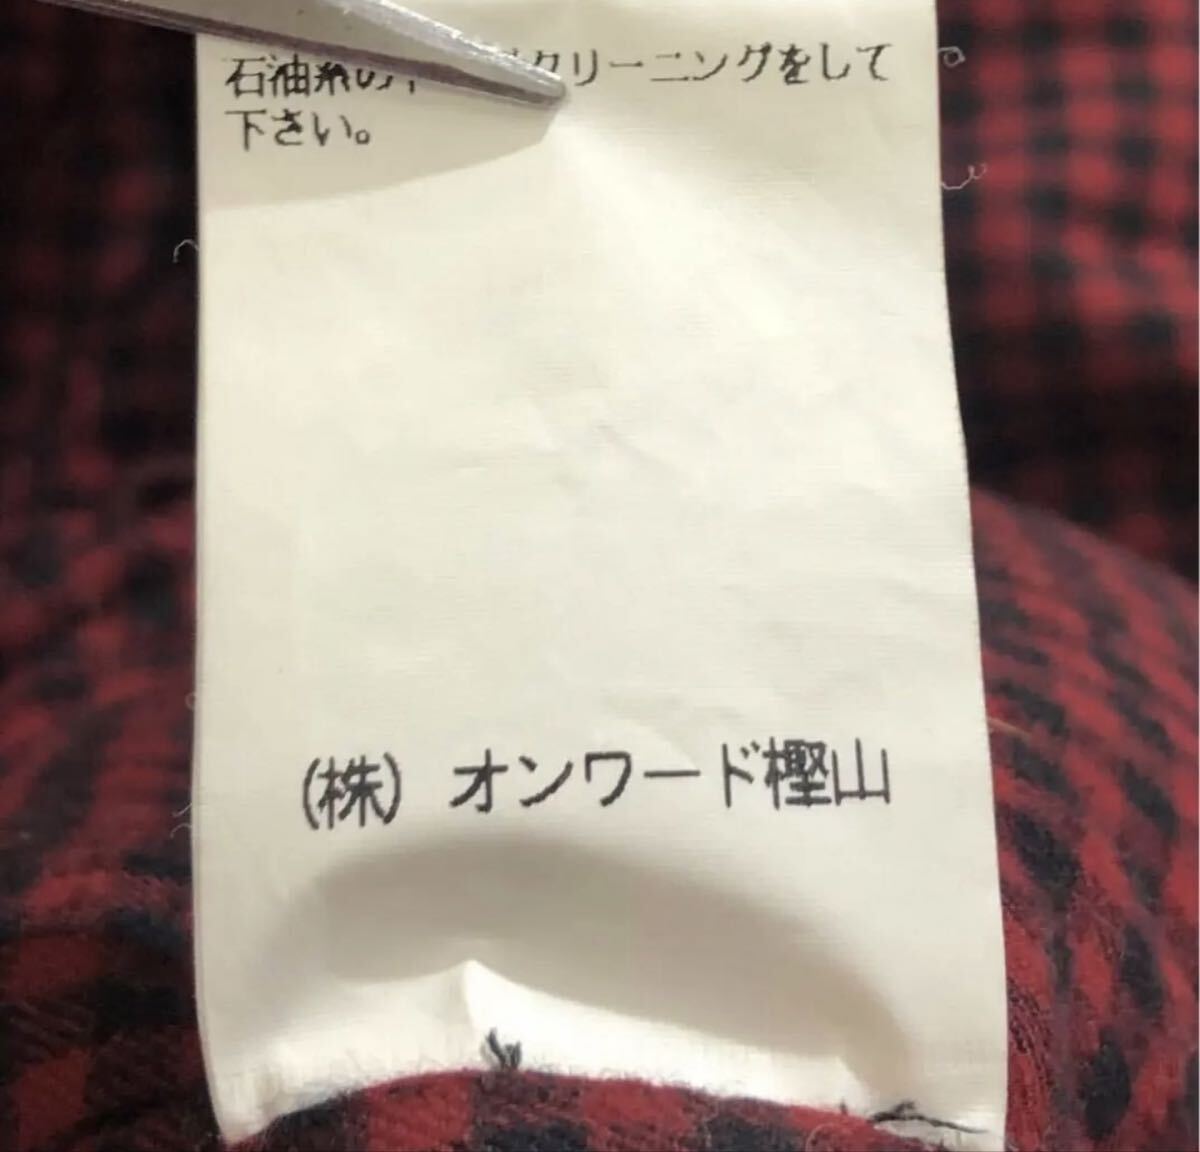 石油系の クリーニングをして
下さい。
(株) オンワード樫山